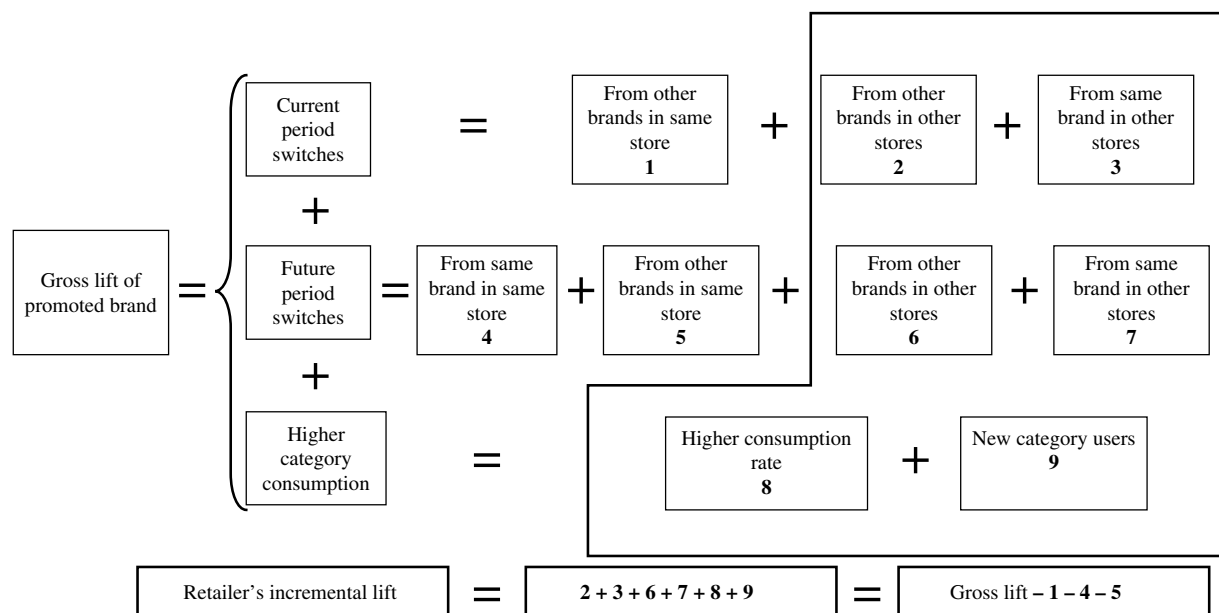 Current
period
switches
=
From other
brands in same
store
1
+
From other
brands in other
stores
2
+
From same
brand in other
stores
3
+
Gross lift of
promoted brand
=
Future
period
switches
=
From same
brand in same
store
4
+
From other
brands in same
store
5
+
From other
brands in other
stores
6
+
From same
brand in other
stores
7
+
Higher
category
consumption
=
Higher consumption
rate
8
+
New category users
9
Retailer's incremental lift
=
2 + 3 + 6 + 7 + 8 + 9
=
Gross lift – 1 – 4 – 5